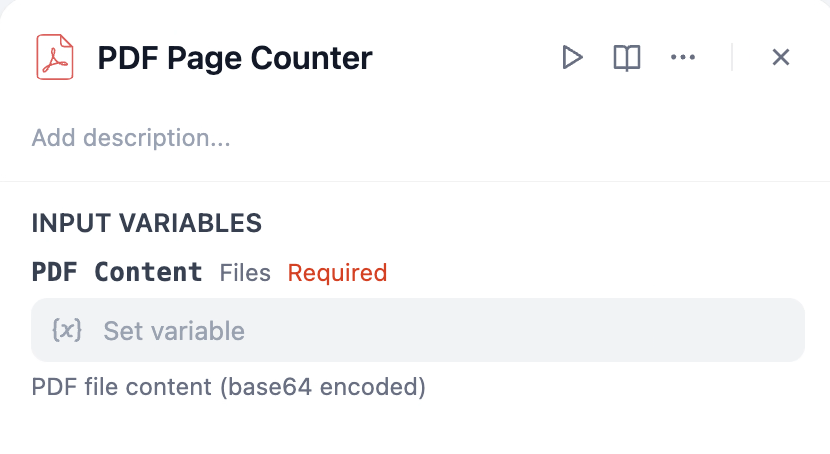 PDF Page Counter
Add description...
INPUT VARIABLES
PDF Content Files Required
{x} Set variable
PDF file content (base64 encoded)